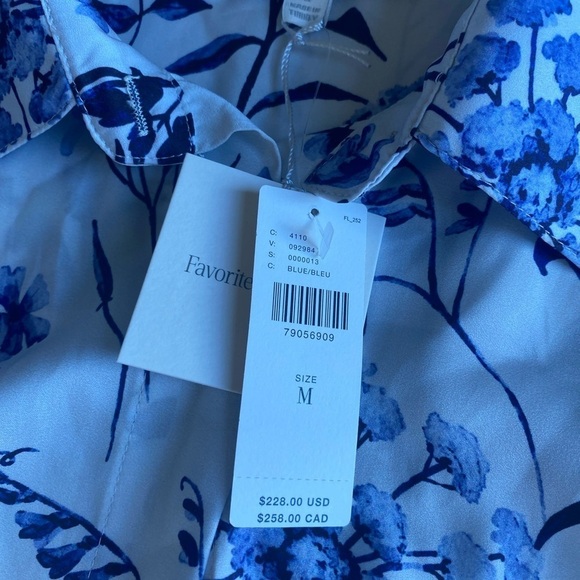 FL_252
C: 4110
V: 092984
S: 0000013
C: BLUE/BLEU
79056909
Favorite
SIZE
M
$228.00 USD
$258.00 CAD